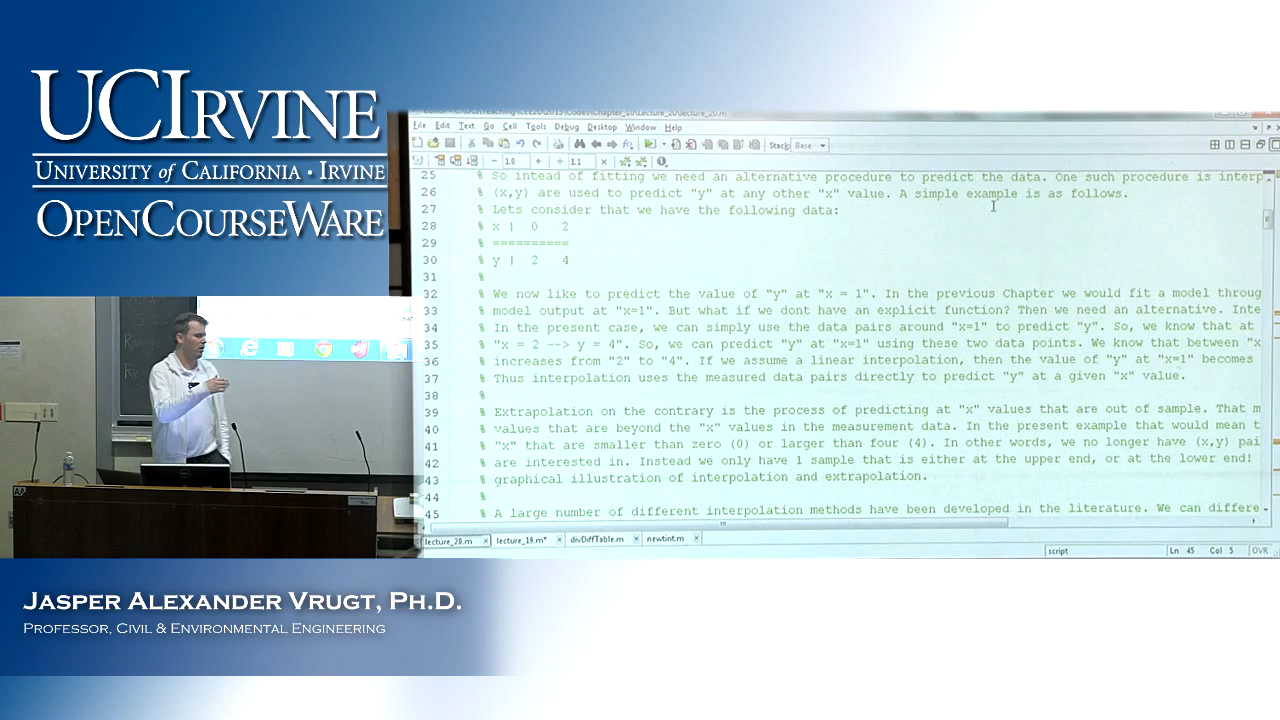 UCIRVINE
UNIVERSITY of CALIFORNIA · IRVINE
OPENCOURSEWARE
JASPER ALEXANDER VRUGT, PH.D.
PROFESSOR, CIVIL & ENVIRONMENTAL ENGINEERING
File Edit Text Go Cell Tools Debug Desktop Window Help
Stack: Base
1.0 1.1
25 % So intead of fitting we need an alternative procedure to predict the data. One such procedure is interp
26 % (x,y) are used to predict "y" at any other "x" value. A simple example is as follows.
27 % Lets consider that we have the following data:
28 % x | 0 2
29 % ==========
30 % y | 2 4
31 %
32 % We now like to predict the value of "y" at "x = 1". In the previous Chapter we would fit a model throug
33 % model output at "x=1". But what if we dont have an explicit function? Then we need an alternative. Inte
34 % In the present case, we can simply use the data pairs around "x=1" to predict "y". So, we know that at
35 % "x = 2 --> y = 4". So, we can predict "y" at "x=1" using these two data points. We know that between "x
36 % increases from "2" to "4". If we assume a linear interpolation, then the value of "y" at "x=1" becomes
37 % Thus interpolation uses the measured data pairs directly to predict "y" at a given "x" value.
38 %
39 % Extrapolation on the contrary is the process of predicting at "x" values that are out of sample. That m
40 % values that are beyond the "x" values in the measurement data. In the present example that would mean t
41 % "x" that are smaller than zero (0) or larger than four (4). In other words, we no longer have (x,y) pai
42 % are interested in. Instead we only have 1 sample that is either at the upper end, or at the lower end!
43 % graphical illustration of interpolation and extrapolation.
44 %
45 % A large number of different interpolation methods have been developed in the literature. We can differe
lecture_20.m lecture_19.m* divDiffTable.m newtint.m
script Ln 45 Col 5 OVR